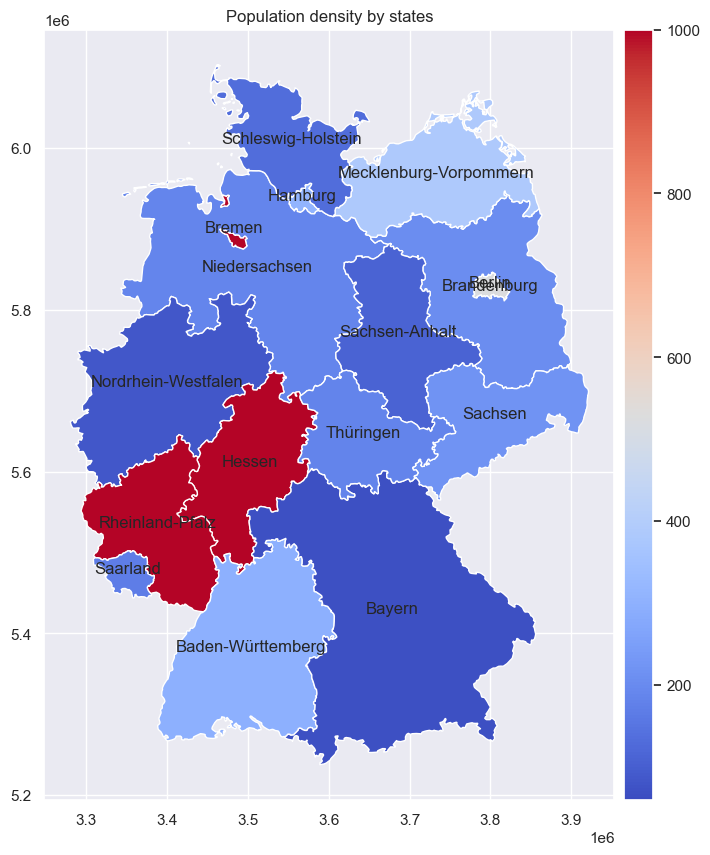 Population density by states
1e6
1000
Schleswig-Holstein
6.0
Mecklenburg-Vorpommern
Hamburg
800
Bremen
Niedersachsen
Berlin
Brandenburg
5.8
Sachsen-Anhalt
600
Nordrhein-Westfalen
Sachsen
Thüringen
5.6
Hessen
Rheinland-Pfalz
400
Saarland
Bayern
5.4
Baden-Württemberg
200
5.2
3.3 3.4 3.5 3.6 3.7 3.8 3.9
1e6